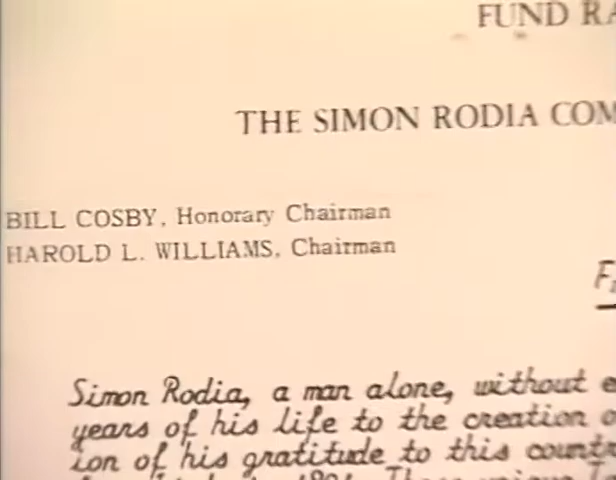 FUND RA
THE SIMON RODIA COM
BILL COSBY, Honorary Chairman
HAROLD L. WILLIAMS, Chairman
Simon Rodia, a man alone, without e
years of his life to the creation o
ion of his gratitude to this countr